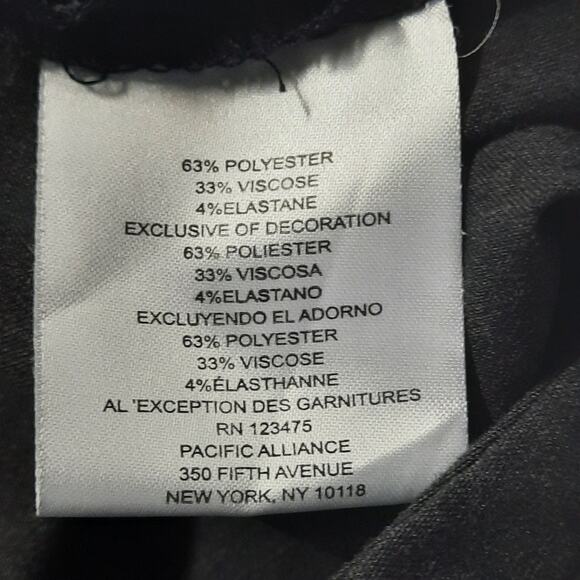 63% POLYESTER
33% VISCOSE
4%ELASTANE
EXCLUSIVE OF DECORATION
63% POLIESTER
33% VISCOSA
4%ELASTANO
EXCLUYENDO EL ADORNO
63% POLYESTER
33% VISCOSE
4%ÉLASTHANNE
AL 'EXCEPTION DES GARNITURES
RN 123475
PACIFIC ALLIANCE
350 FIFTH AVENUE
NEW YORK, NY 10118